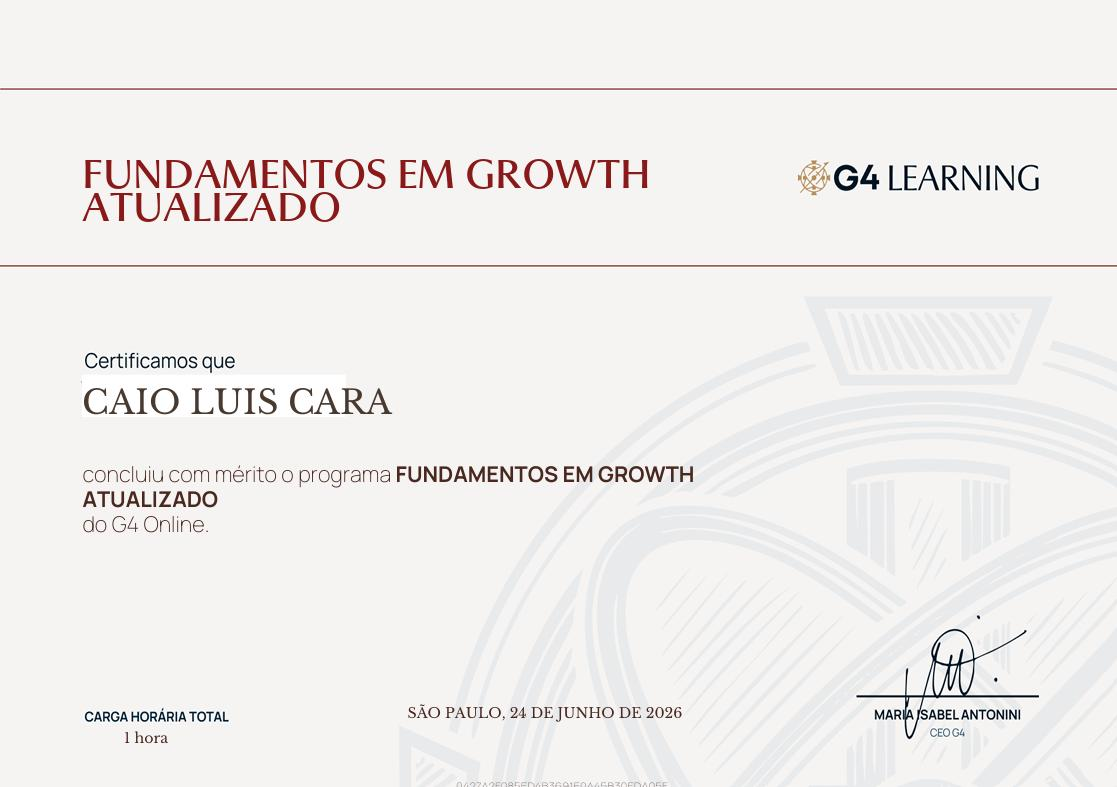 FUNDAMENTOS EM GROWTH
ATUALIZADO
G4 LEARNING
Certificamos que
CAIO LUIS CARA
concluiu com mérito o programa FUNDAMENTOS EM GROWTH
ATUALIZADO
do G4 Online.
CARGA HORÁRIA TOTAL
1 hora
SÃO PAULO, 24 DE JUNHO DE 2026
MARIA ISABEL ANTONINI
CEO G4